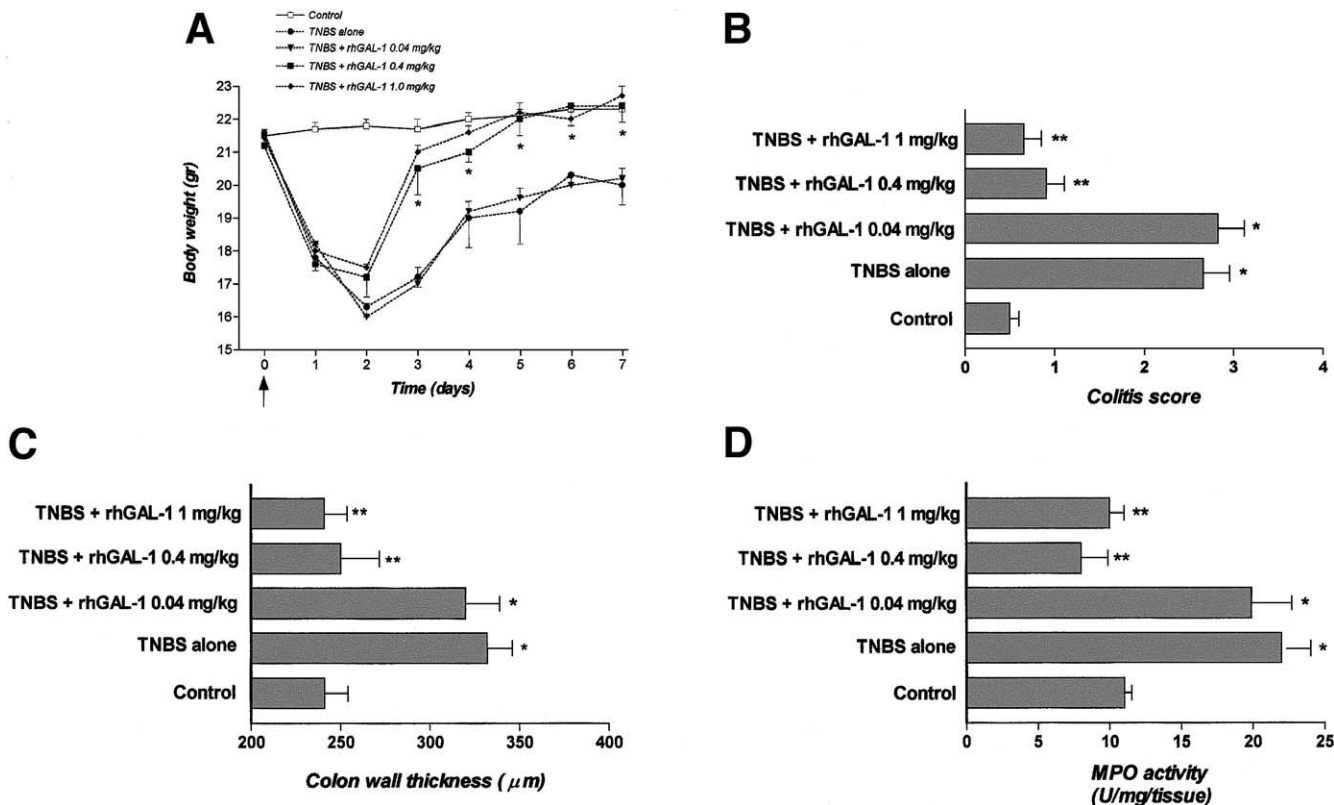 A
Control
TNBS alone
TNBS + rhGAL-1 0.04 mg/kg
TNBS + rhGAL-1 0.4 mg/kg
TNBS + rhGAL-1 1.0 mg/kg
Body weight (gr)
23
22
21
20
19
18
17
16
15
* * * * *
0 1 2 3 4 5 6 7
Time (days)
B
TNBS + rhGAL-1 1 mg/kg **
TNBS + rhGAL-1 0.4 mg/kg **
TNBS + rhGAL-1 0.04 mg/kg *
TNBS alone *
Control
0 1 2 3 4
Colitis score
C
TNBS + rhGAL-1 1 mg/kg **
TNBS + rhGAL-1 0.4 mg/kg **
TNBS + rhGAL-1 0.04 mg/kg *
TNBS alone *
Control
200 250 300 350 400
Colon wall thickness ( μm)
D
TNBS + rhGAL-1 1 mg/kg **
TNBS + rhGAL-1 0.4 mg/kg **
TNBS + rhGAL-1 0.04 mg/kg *
TNBS alone *
Control
0 5 10 15 20 25
MPO activity
(U/mg/tissue)